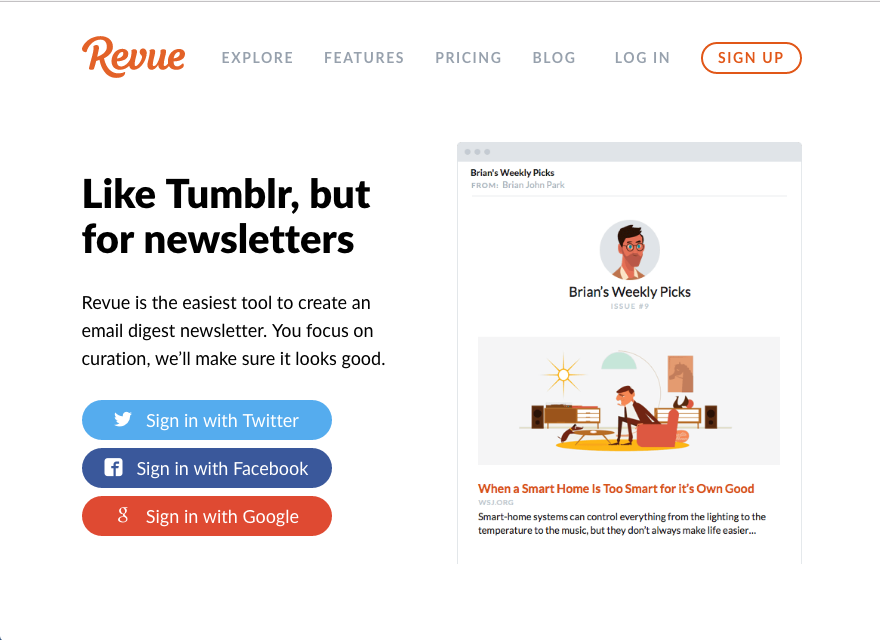 Revue
EXPLORE FEATURES PRICING BLOG LOG IN SIGN UP
Like Tumblr, but
for newsletters
Revue is the easiest tool to create an
email digest newsletter. You focus on
curation, we'll make sure it looks good.
Sign in with Twitter
Sign in with Facebook
Sign in with Google
Brian's Weekly Picks
FROM: Brian John Park
Brian's Weekly Picks
ISSUE #9
When a Smart Home Is Too Smart for it's Own Good
WSJ.ORG
Smart-home systems can control everything from the lighting to the
temperature to the music, but they don't always make life easier...